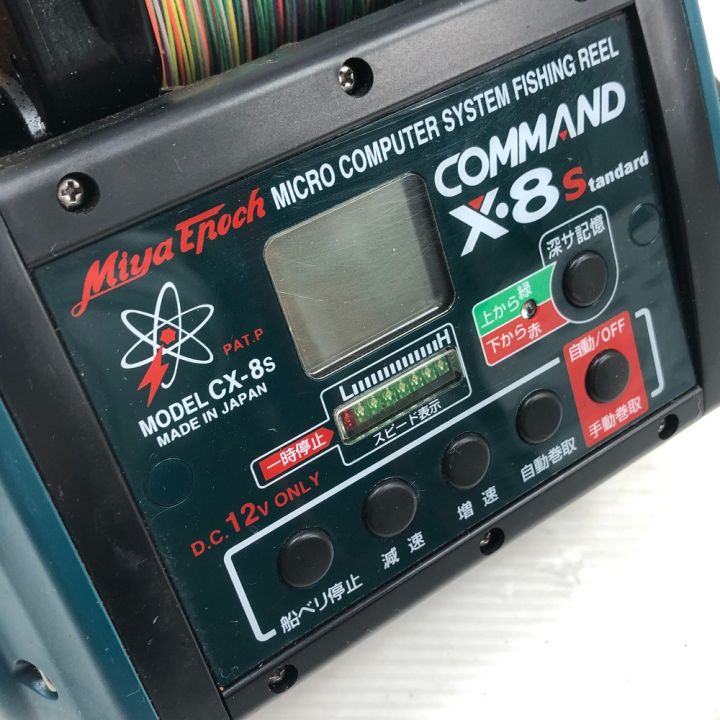 Miya Epoch MICRO COMPUTER SYSTEM FISHING REEL
COMMAND
X·8 Standard
PAT.P
MODEL CX-8S
MADE IN JAPAN
深サ記憶
上から緑
下から赤
L H
一時停止
スピード表示
自動/OFF
手動巻取
D.C.12V ONLY
船ベリ停止
減速
増速
自動巻取